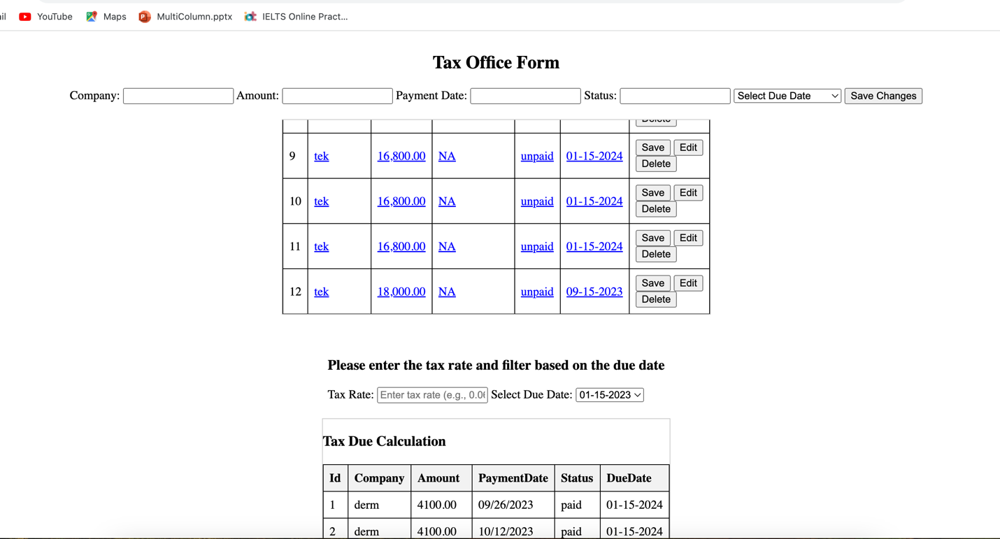 il YouTube Maps MultiColumn.pptx IELTS Online Pract...
Tax Office Form
Company: Amount: Payment Date: Status: Select Due Date Save Changes
Delete
9 tek 16,800.00 NA unpaid 01-15-2024 Save Edit
Delete
10 tek 16,800.00 NA unpaid 01-15-2024 Save Edit
Delete
11 tek 16,800.00 NA unpaid 01-15-2024 Save Edit
Delete
12 tek 18,000.00 NA unpaid 09-15-2023 Save Edit
Delete
Please enter the tax rate and filter based on the due date
Tax Rate: Enter tax rate (e.g., 0.06 Select Due Date: 01-15-2023
Tax Due Calculation
Id Company Amount PaymentDate Status DueDate
1 derm 4100.00 09/26/2023 paid 01-15-2024
2 derm 4100.00 10/12/2023 paid 01-15-2024